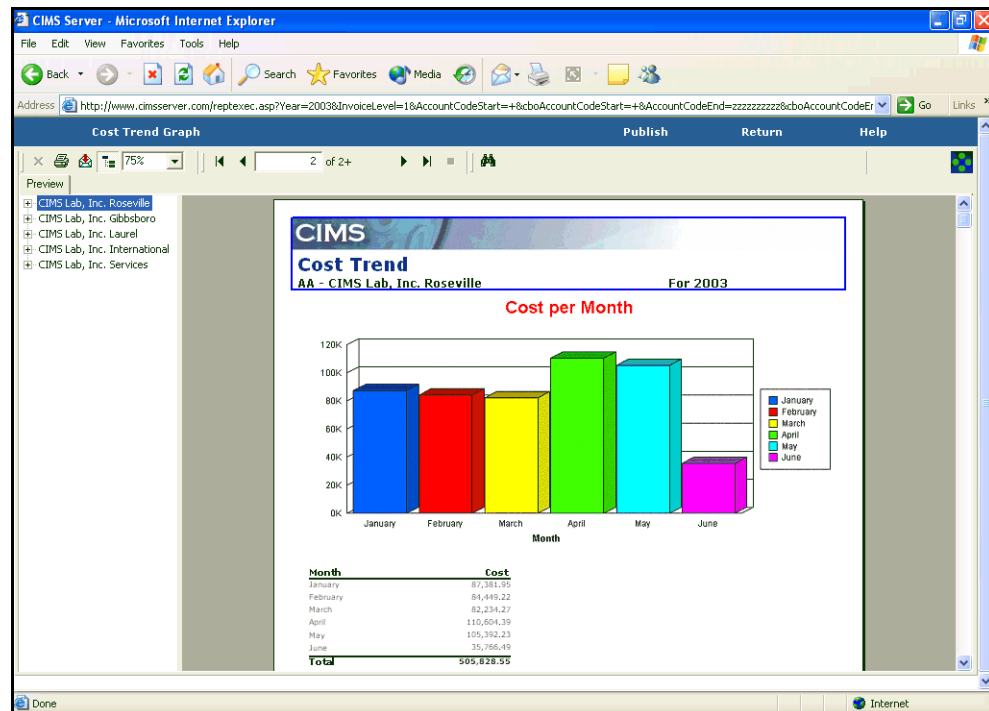 CIMS Server - Microsoft Internet Explorer
File Edit View Favorites Tools Help
Back Search Favorites Media
Address http://www.cimsserver.com/reptexec.asp?Year=2003&InvoiceLevel=1&AccountCodeStart=+&cboAccountCodeStart=+&AccountCodeEnd=zzzzzzzzzz&cboAccountCodeEr Go Links »
Cost Trend Graph Publish Return Help
75% 2 of 2+
Preview
CIMS Lab, Inc. Roseville
CIMS Lab, Inc. Gibbsboro
CIMS Lab, Inc. Laurel
CIMS Lab, Inc. International
CIMS Lab, Inc. Services
CIMS
Cost Trend
AA - CIMS Lab, Inc. Roseville For 2003
Cost per Month
120K
100K
80K
60K
40K
20K
0K
January February March April May June
Month
January
February
March
April
May
June
Month Cost
January 87,381.95
February 84,449.22
March 82,234.27
April 110,604.39
May 105,392.23
June 35,766.49
Total 505,828.55
Done Internet